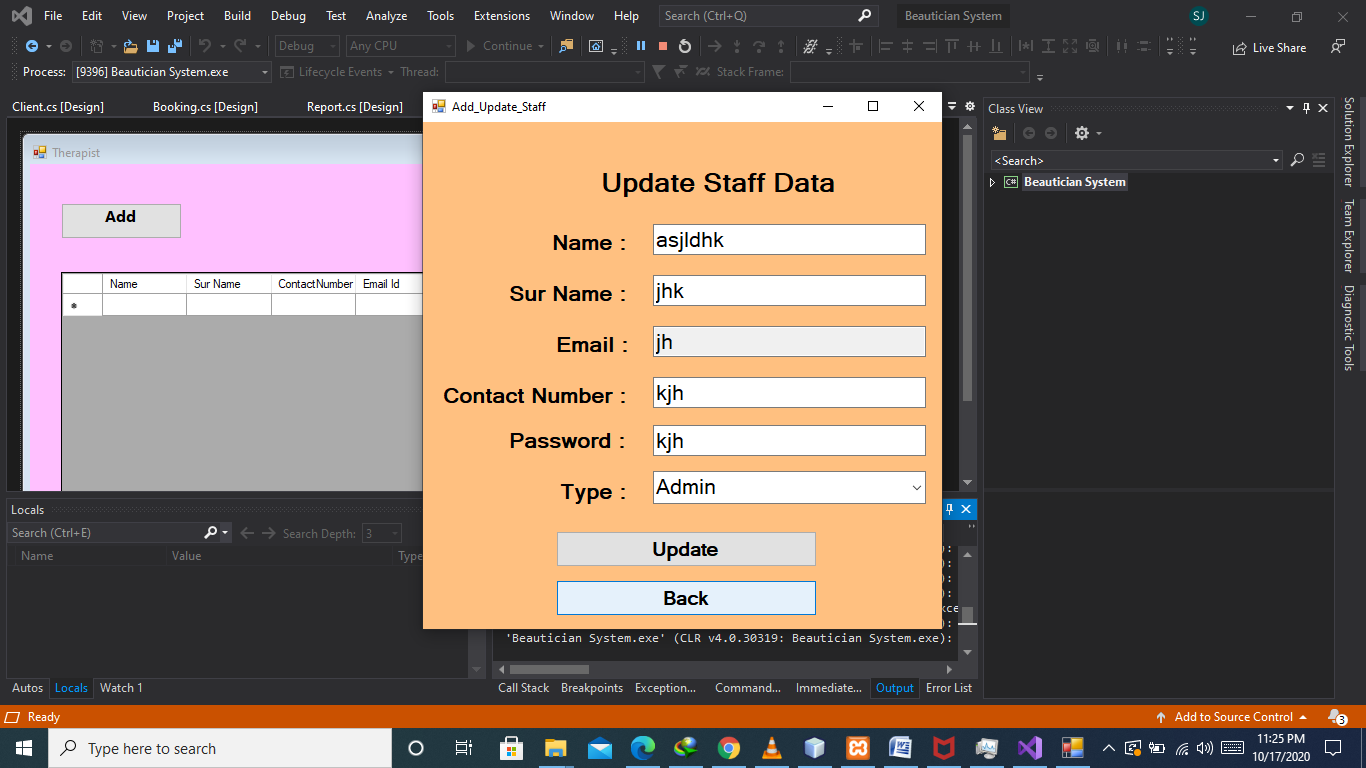 File Edit View Project Build Debug Test Analyze Tools Extensions Window Help Search (Ctrl+Q) Beautician System SJ
Debug Any CPU Continue Live Share
Process: [9396] Beautician System.exe Lifecycle Events Thread: Stack Frame:
Client.cs [Design] Booking.cs [Design] Report.cs [Design]
Therapist
Add
Name Sur Name ContactNumber Email Id
*
Add_Update_Staff
Update Staff Data
Name : asjldhk
Sur Name : jhk
Email : jh
Contact Number : kjh
Password : kjh
Type : Admin
Update
Back
Class View
<Search>
C# Beautician System
Solution Explorer
Team Explorer
Diagnostic Tools
Locals
Search (Ctrl+E) Search Depth: 3
Name Value Type
):
):
):
):
xce
):
'Beautician System.exe' (CLR v4.0.30319: Beautician System.exe):
Autos Locals Watch 1
Call Stack Breakpoints Exception... Command... Immediate... Output Error List
Ready Add to Source Control 3
Type here to search
11:25 PM
10/17/2020